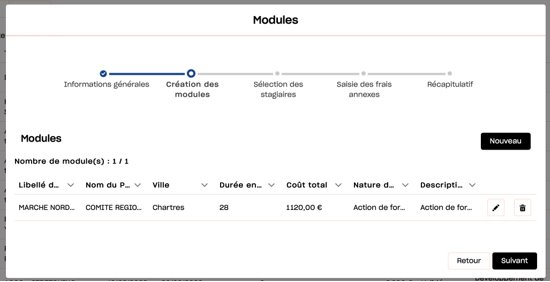 Modules
Informations générales
Création des modules
Sélection des stagiaires
Saisie des frais annexes
Récapitulatif
Modules
Nouveau
Nombre de module(s) : 1 / 1
Libellé d... Nom du P... Ville Durée en... Coût total Nature d... Descripti...
MARCHE NORD... COMITE REGIO... Chartres 28 1120,00 € Action de for... Action de for...
Retour Suivant